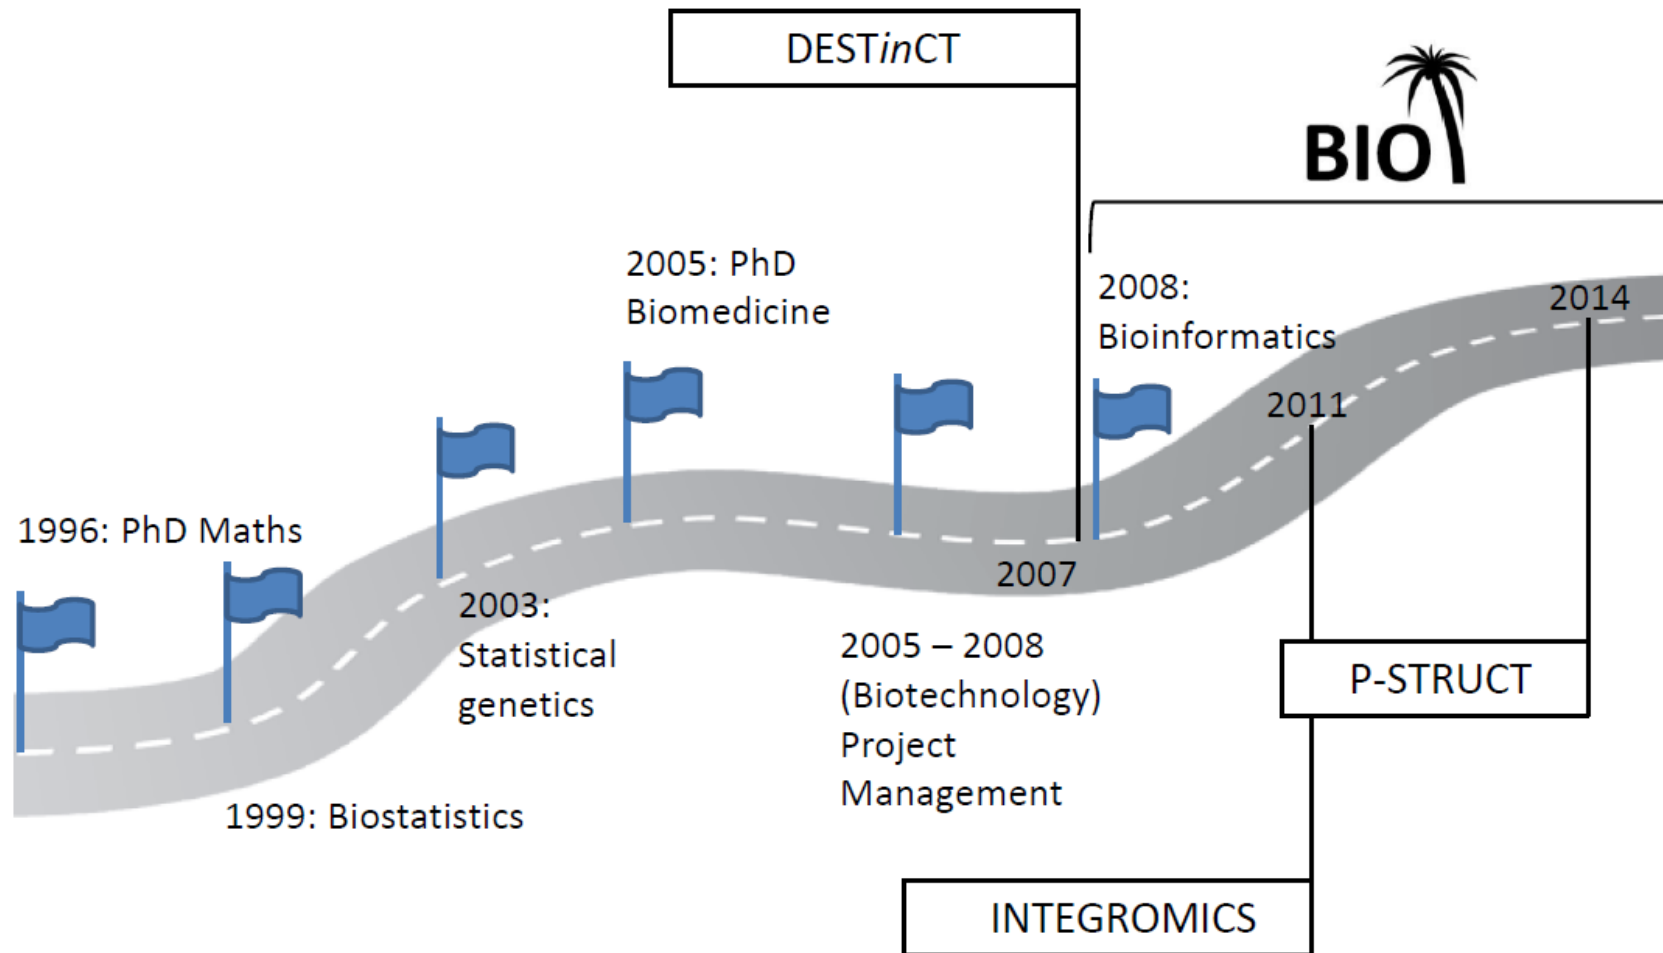 DESTinCT
BIO
2005: PhD
Biomedicine
2008:
Bioinformatics
2014
2011
1996: PhD Maths
2007
2003:
Statistical
genetics
2005 – 2008
(Biotechnology)
Project
Management
P-STRUCT
1999: Biostatistics
INTEGROMICS